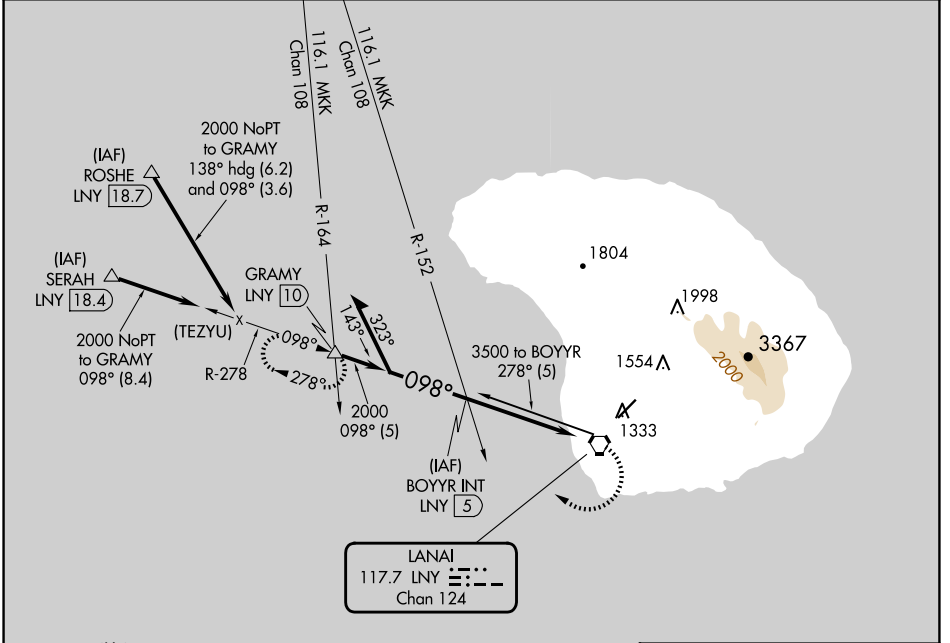 116.1 MKK
Chan 108
116.1 MKK
Chan 108
2000 NoPT
to GRAMY
138° hdg (6.2)
and 098° (3.6)
(IAF)
ROSHE
LNY 18.7
R-164
R-152
1804
(IAF)
SERAH
LNY 18.4
GRAMY
LNY 10
1998
(TEZYU)
x
098°
323°
143°
3367
2000
2000 NoPT
to GRAMY
098° (8.4)
R-278
278°
098°
3500 to BOYYR
278° (5)
1554
2000
098° (5)
1333
(IAF)
BOYYR INT
LNY 5
LANAI
117.7 LNY
Chan 124